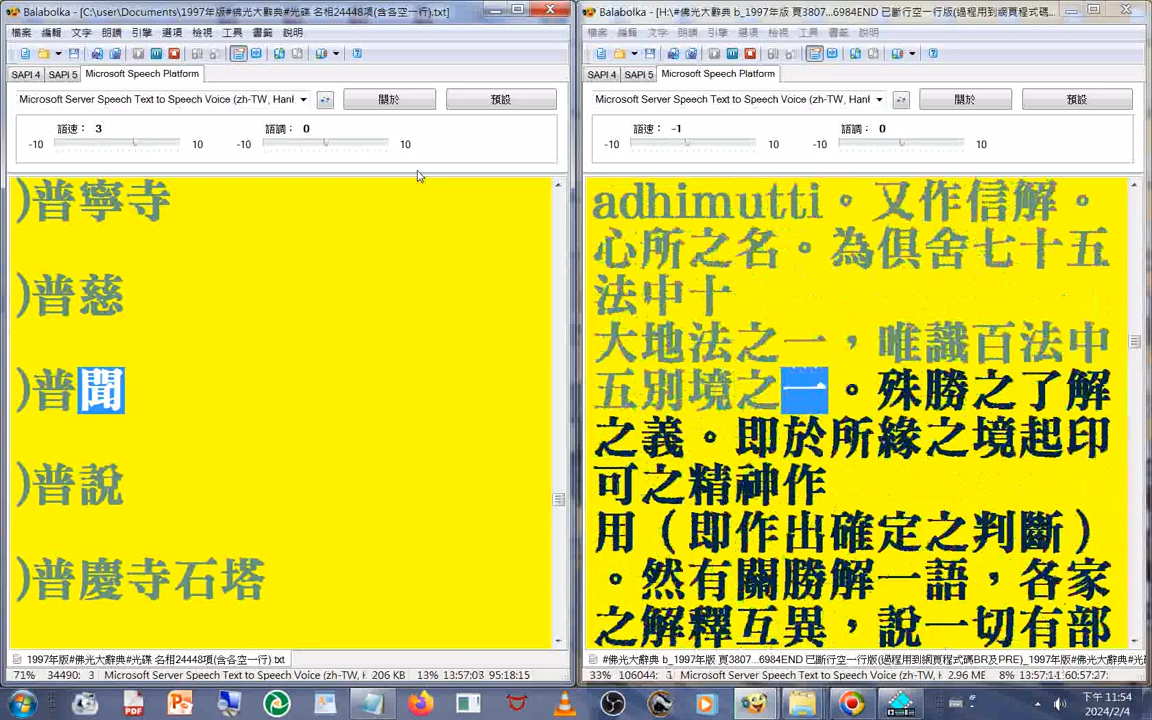 Balabolka - [C:\user\Documents\1997年版#佛光大辭典#光碟 名相24448項(含各空一行).txt]
檔案 編輯 文字 朗讀 引擎 選項 檢視 工具 書籤 說明
SAPI 4 SAPI 5 Microsoft Speech Platform
Microsoft Server Speech Text to Speech Voice (zh-TW, Hanl 關於 預設
語速： 3 語調： 0
-10 10 -10 10
)普寧寺
)普慈
)普聞
)普說
)普慶寺石塔
1997年版#佛光大辭典#光碟 名相24448項(含各空一行).txt
71% 34490: 3 Microsoft Server Speech Text to Speech Voice (zh-TW, H 206 KB 13% 13:57:03 95:18:15
Balabolka - [H:\#佛光大辭典 b_1997年版 頁3807...6984END 已斷行空一行版(過程用到網頁程式碼...
檔案 編輯 文字 朗讀 引擎 選項 檢視 工具 書籤 說明
SAPI 4 SAPI 5 Microsoft Speech Platform
Microsoft Server Speech Text to Speech Voice (zh-TW, Hanl 關於 預設
語速： -1 語調： 0
-10 10 -10 10
adhimutti。又作信解。
心所之名。為俱舍七十五
法中十
大地法之一，唯識百法中
五別境之一。殊勝之了解
之義。即於所緣之境起印
可之精神作
用（即作出確定之判斷）
。然有關勝解一語，各家
之解釋互異，說一切有部
#佛光大辭典 b_1997年版 頁3807...6984END 已斷行空一行版(過程用到網頁程式碼BR及PRE)_1997年版#佛光大辭典#光
33% 106044: Microsoft Server Speech Text to Speech Voice (zh-TW, H 2.96 ME 8% 13:57:1 60:57:27:
下午 11:54
2024/2/4